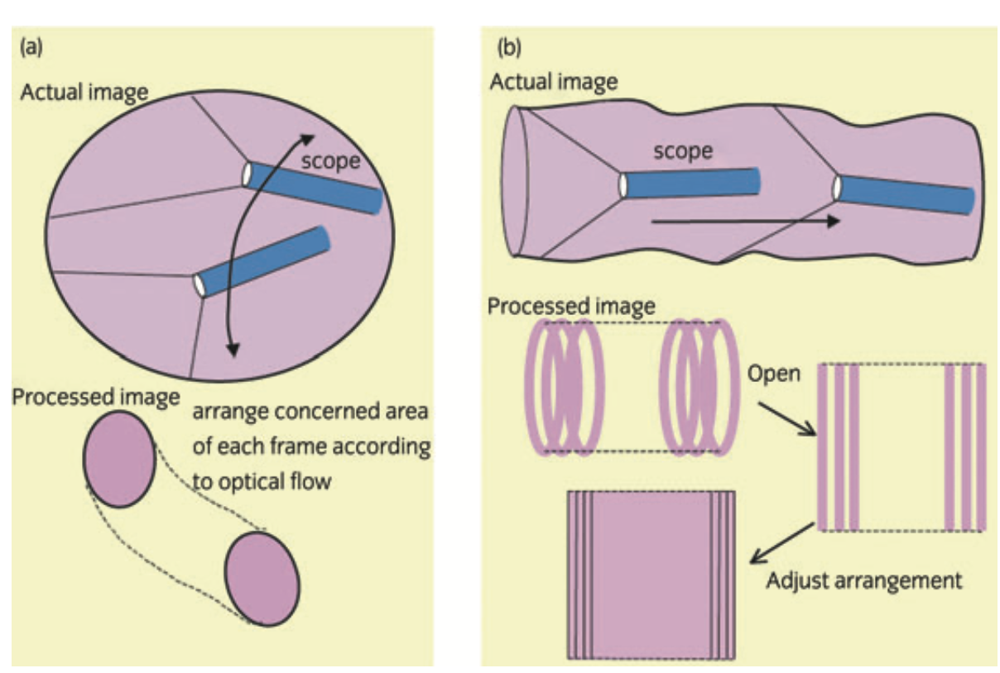 (a)
Actual image
scope
Processed image
arrange concerned area
of each frame according
to optical flow
(b)
Actual image
scope
Processed image
Open
Adjust arrangement